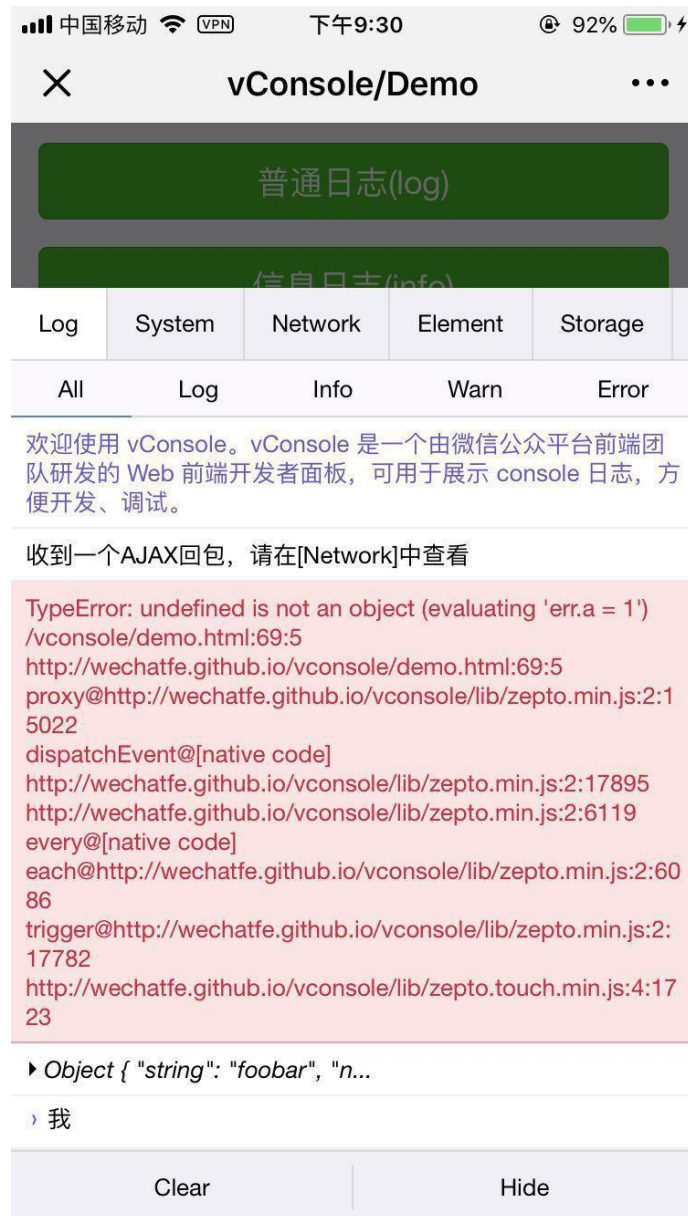 中国移动 VPN 下午9:30 92%
vConsole/Demo
普通日志(log)
信息日志(info)
Log System Network Element Storage
All Log Info Warn Error
欢迎使用 vConsole。vConsole 是一个由微信公众平台前端团
队研发的 Web 前端开发者面板，可用于展示 console 日志，方
便开发、调试。
收到一个AJAX回包，请在[Network]中查看
TypeError: undefined is not an object (evaluating 'err.a = 1')
/vconsole/demo.html:69:5
http://wechatfe.github.io/vconsole/demo.html:69:5
proxy@http://wechatfe.github.io/vconsole/lib/zepto.min.js:2:1
5022
dispatchEvent@[native code]
http://wechatfe.github.io/vconsole/lib/zepto.min.js:2:17895
http://wechatfe.github.io/vconsole/lib/zepto.min.js:2:6119
every@[native code]
each@http://wechatfe.github.io/vconsole/lib/zepto.min.js:2:60
86
trigger@http://wechatfe.github.io/vconsole/lib/zepto.min.js:2:
17782
http://wechatfe.github.io/vconsole/lib/zepto.touch.min.js:4:17
23
Object { "string": "foobar", "n...
我
Clear Hide